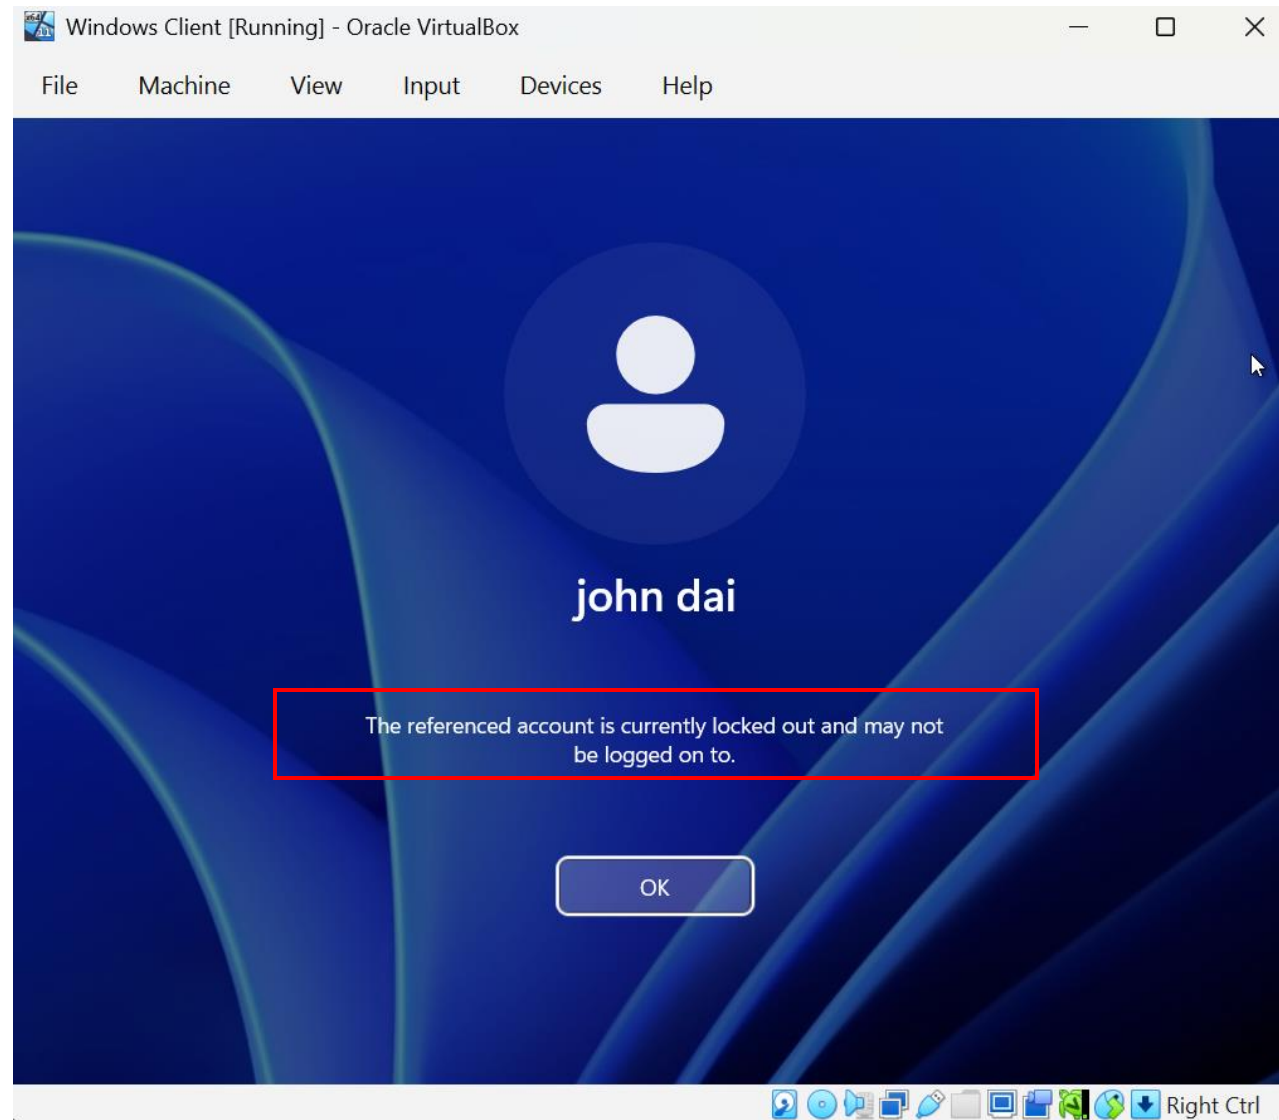 Windows Client [Running] - Oracle VirtualBox
File Machine View Input Devices Help
john dai
The referenced account is currently locked out and may not
be logged on to.
OK
Right Ctrl